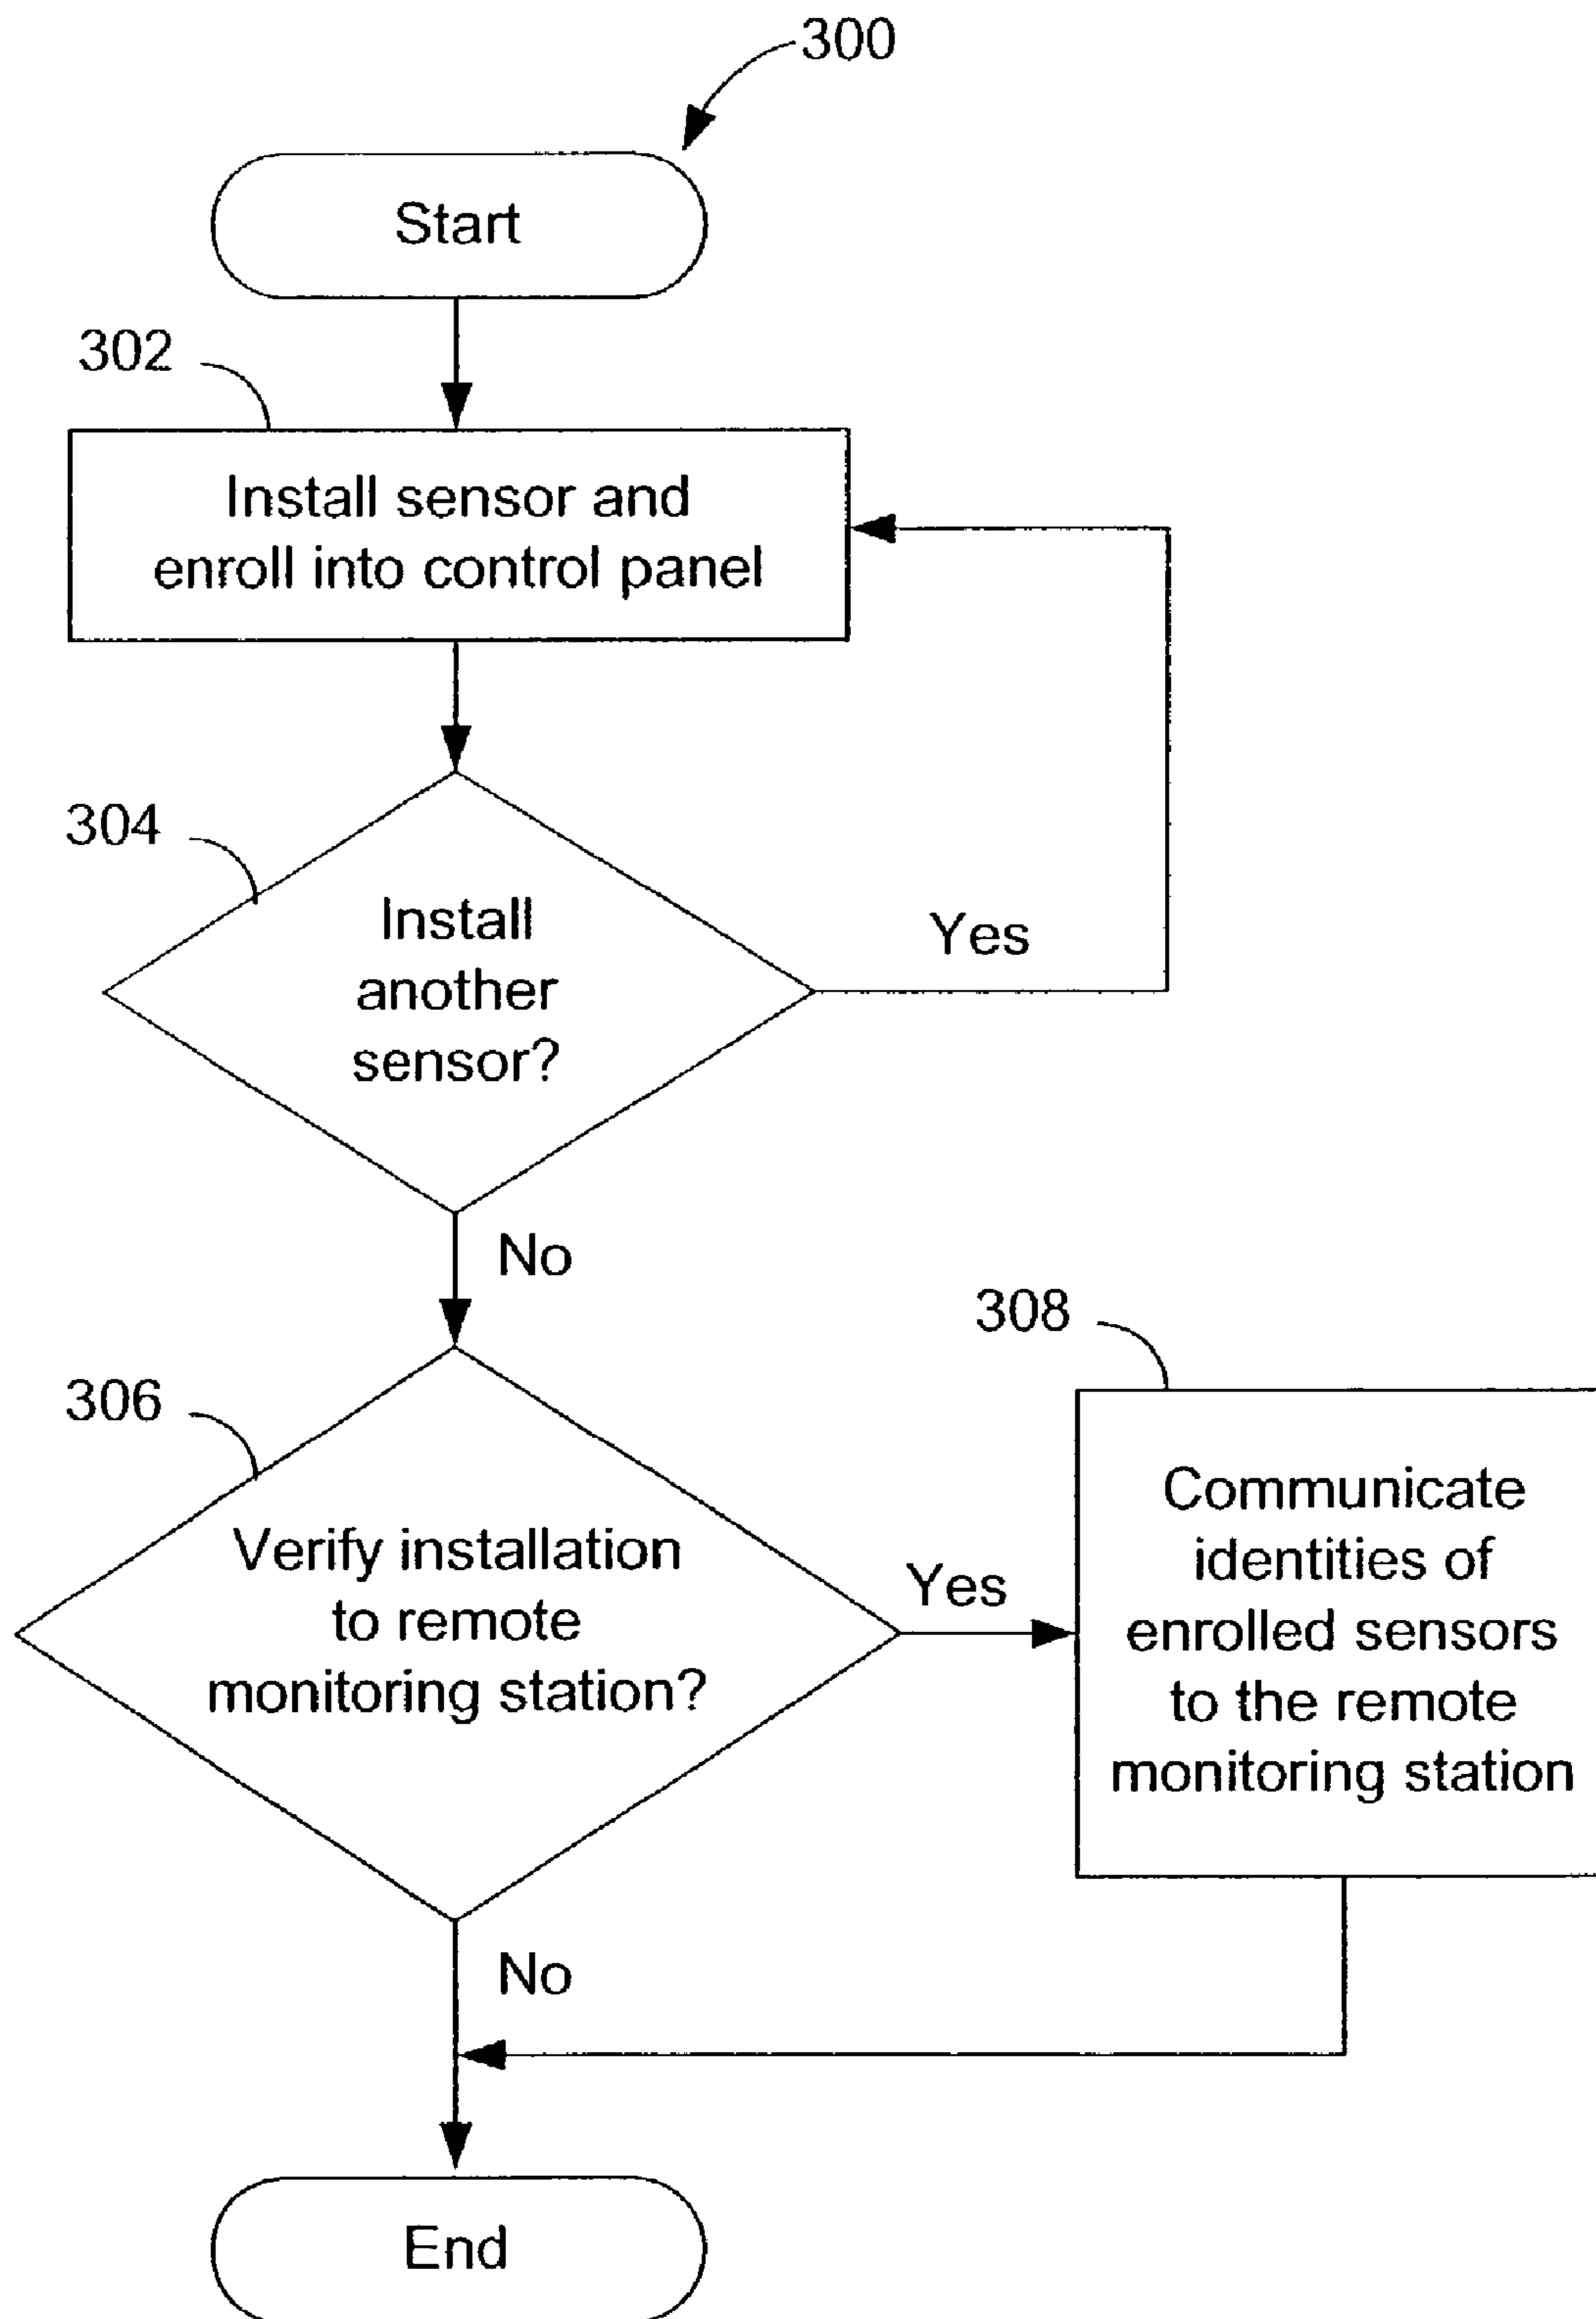 300
Start
302
Install sensor and
enroll into control panel
304
Install
another
sensor?
Yes
No
306
Verify installation
to remote
monitoring station?
Yes
308
Communicate
identities of
enrolled sensors
to the remote
monitoring station
No
End